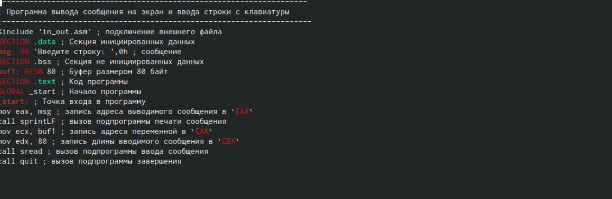 ;--------------------------------------------------------------
; Программа вывода сообщения на экран и ввода строки с клавиатуры
;---------------------------------------------------------------
%include 'in_out.asm' ; подключение внешнего файла
SECTION .data ; Секция инициированных данных
msg: DB 'Введите строку: ',0h ; сообщение
SECTION .bss ; Секция не инициированных данных
buf1: RESB 80 ; Буфер размером 80 байт
SECTION .text ; Код программы
GLOBAL _start ; Начало программы
_start: ; Точка входа в программу
mov eax, msg ; запись адреса выводимого сообщения в `EAX`
call sprintLF ; вызов подпрограммы печати сообщения
mov ecx, buf1 ; запись адреса переменной в `EAX`
mov edx, 80 ; запись длины вводимого сообщения в `EBX`
call sread ; вызов подпрограммы ввода сообщения
call quit ; вызов подпрограммы завершения